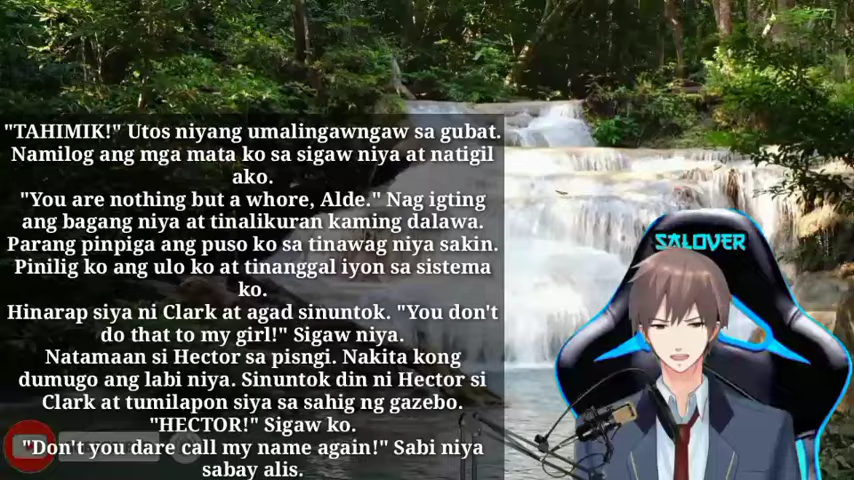 "TAHIMIK!" Utos niyang umalingawngaw sa gubat.
Namilog ang mga mata ko sa sigaw niya at natigil
ako.
"You are nothing but a whore, Alde." Nag igting
ang bagang niya at tinalikuran kaming dalawa.
Parang pinpiga ang puso ko sa tinawag niya sakin.
Pinilig ko ang ulo ko at tinanggal iyon sa sistema
ko.
Hinarap siya ni Clark at agad sinuntok. "You don't
do that to my girl!" Sigaw niya.
Natamaan si Hector sa pisngi. Nakita kong
dumugo ang labi niya. Sinuntok din ni Hector si
Clark at tumilapon siya sa sahig ng gazebo.
"HECTOR!" Sigaw ko.
"Don't you dare call my name again!" Sabi niya
sabay alis.
SALOVER